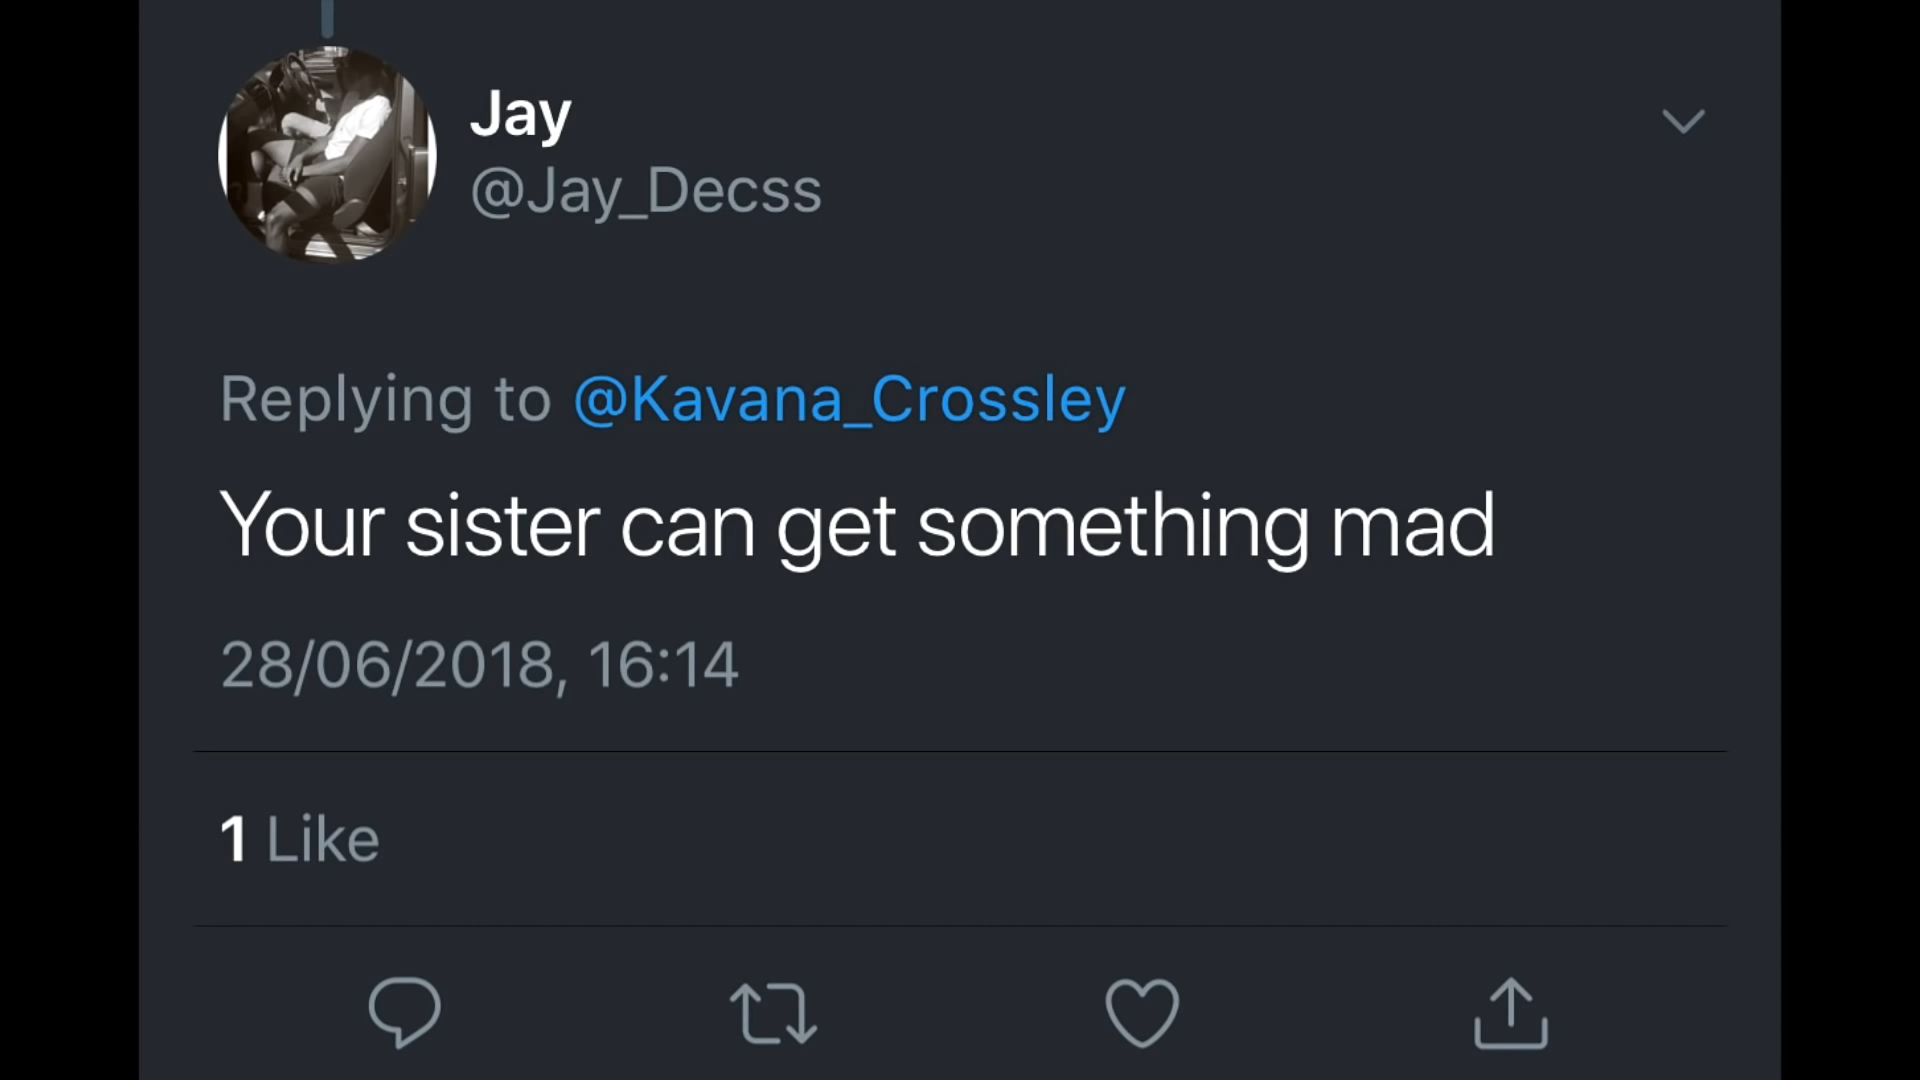 Jay
@Jay_Decss
Replying to @Kavana_Crossley
Your sister can get something mad
28/06/2018, 16:14
1 Like